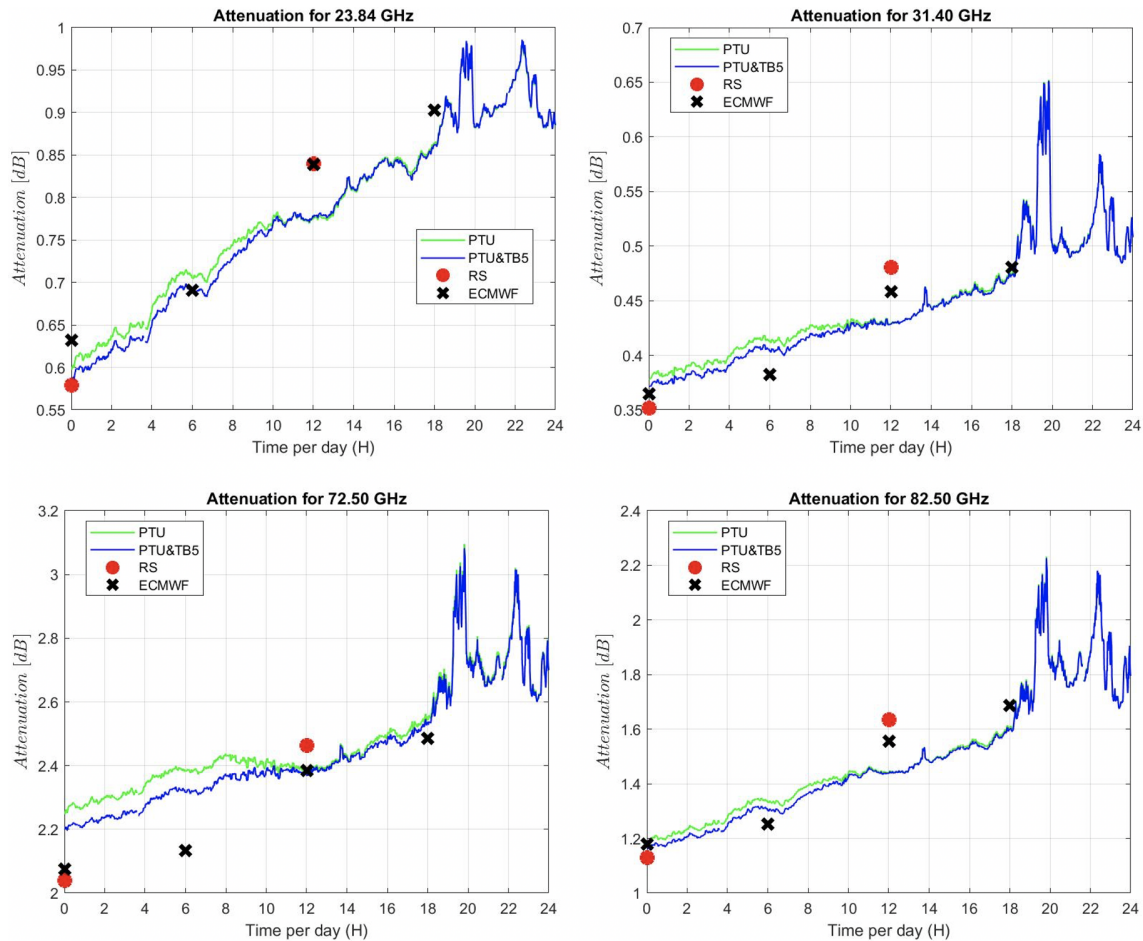 Attenuation for 23.84 GHz
Attenuation [dB]
1
0.95
0.9
0.85
0.8
0.75
0.7
0.65
0.6
0.55
PTU
PTU&TB5
RS
ECMWF
0 2 4 6 8 10 12 14 16 18 20 22 24
Time per day (H)
Attenuation for 31.40 GHz
Attenuation [dB]
0.7
0.65
0.6
0.55
0.5
0.45
0.4
0.35
PTU
PTU&TB5
RS
ECMWF
0 2 4 6 8 10 12 14 16 18 20 22 24
Time per day (H)
Attenuation for 72.50 GHz
Attenuation [dB]
3.2
3
2.8
2.6
2.4
2.2
2
PTU
PTU&TB5
RS
ECMWF
0 2 4 6 8 10 12 14 16 18 20 22 24
Time per day (H)
Attenuation for 82.50 GHz
Attenuation [dB]
2.4
2.2
2
1.8
1.6
1.4
1.2
1
PTU
PTU&TB5
RS
ECMWF
0 2 4 6 8 10 12 14 16 18 20 22 24
Time per day (H)